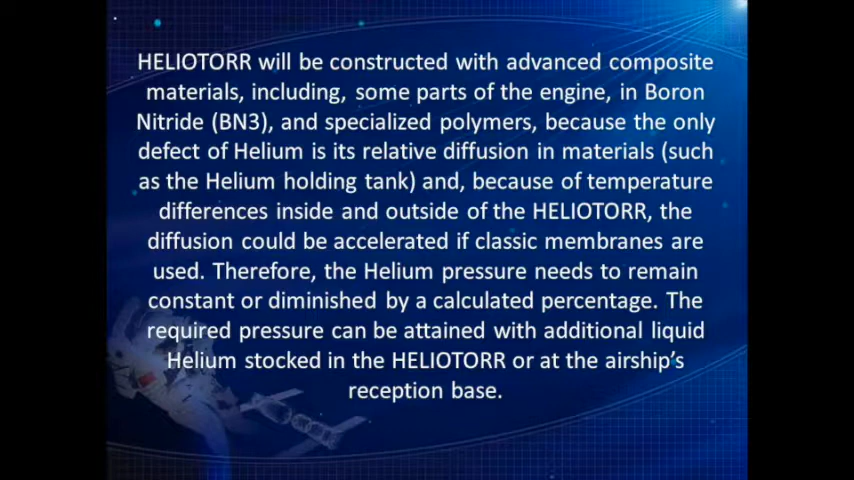 HELIOTORR will be constructed with advanced composite
materials, including, some parts of the engine, in Boron
Nitride (BN3), and specialized polymers, because the only
defect of Helium is its relative diffusion in materials (such
as the Helium holding tank) and, because of temperature
differences inside and outside of the HELIOTORR, the
diffusion could be accelerated if classic membranes are
used. Therefore, the Helium pressure needs to remain
constant or diminished by a calculated percentage. The
required pressure can be attained with additional liquid
Helium stocked in the HELIOTORR or at the airship's
reception base.